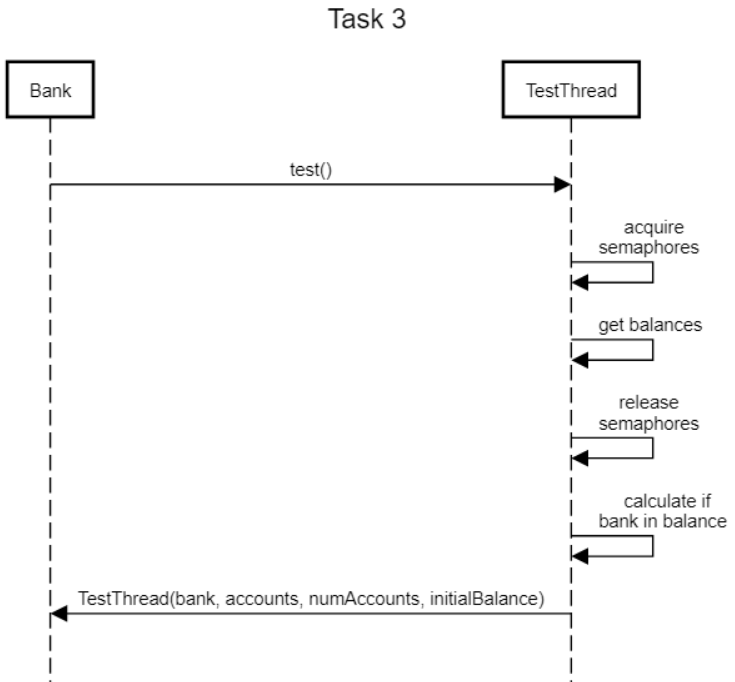 Task 3
Bank
TestThread
test()
acquire
semaphores
get balances
release
semaphores
calculate if
bank in balance
TestThread(bank, accounts, numAccounts, initialBalance)